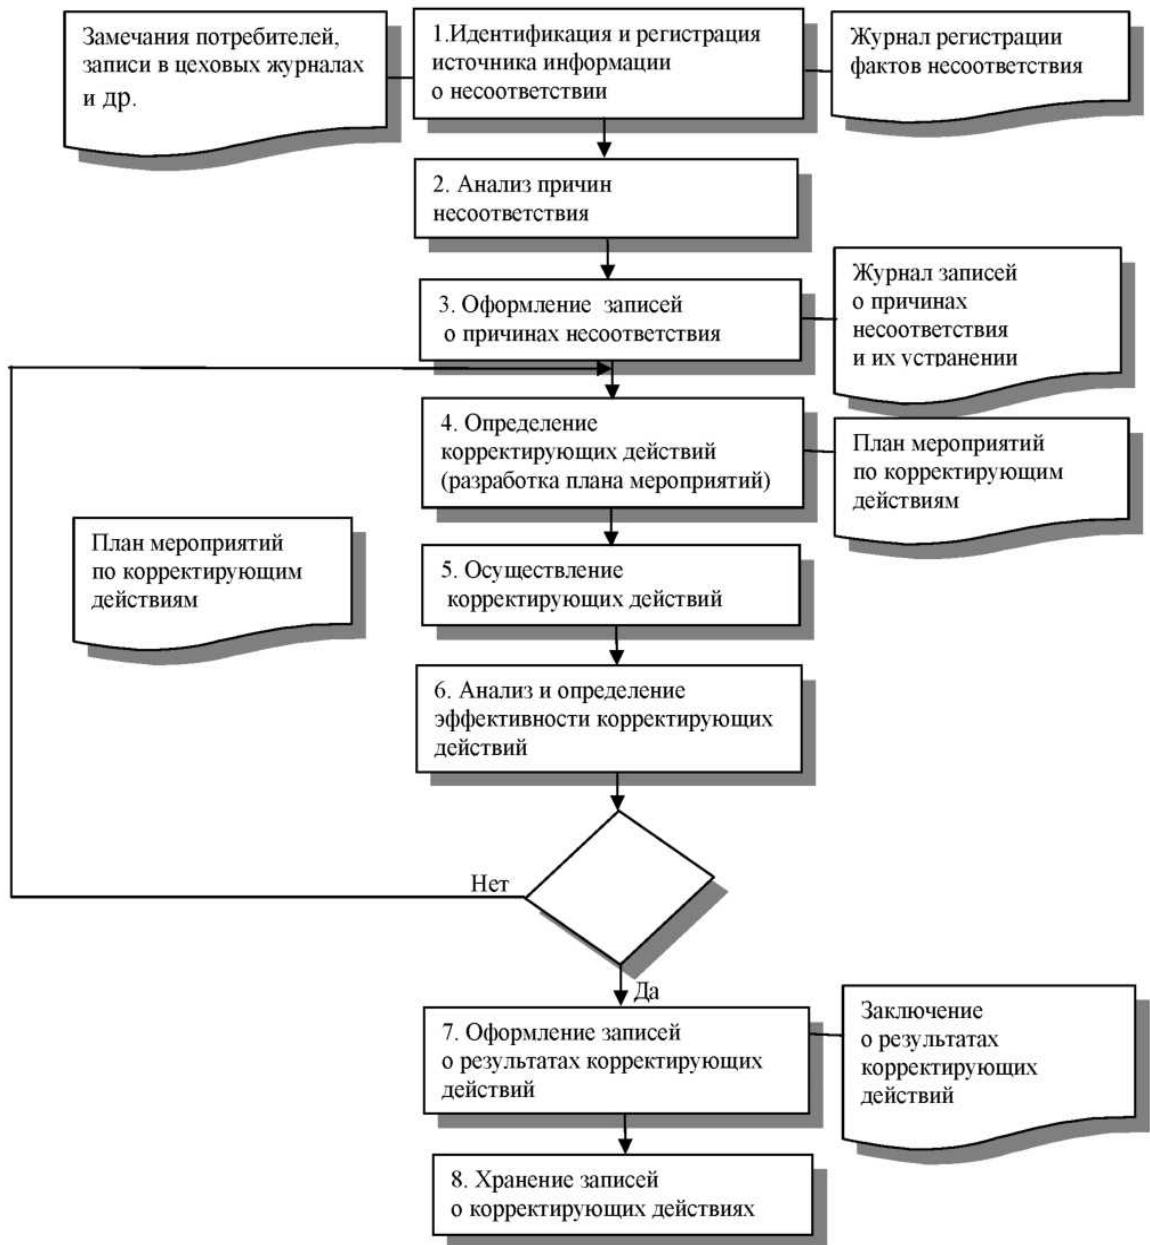 Замечания потребителей,
записи в цеховых журналах
и др.
1.Идентификация и регистрация
источника информации
о несоответствии
Журнал регистрации
фактов несоответствия
2. Анализ причин
несоответствия
3. Оформление записей
о причинах несоответствия
Журнал записей
о причинах
несоответствия
и их устранении
4. Определение
корректирующих действий
(разработка плана мероприятий)
План мероприятий
по корректирующим
действиям
План мероприятий
по корректирующим
действиям
5. Осуществление
корректирующих действий
6. Анализ и определение
эффективности корректирующих
действий
Нет
Да
7. Оформление записей
о результатах корректирующих
действий
Заключение
о результатах
корректирующих
действий
8. Хранение записей
о корректирующих действиях